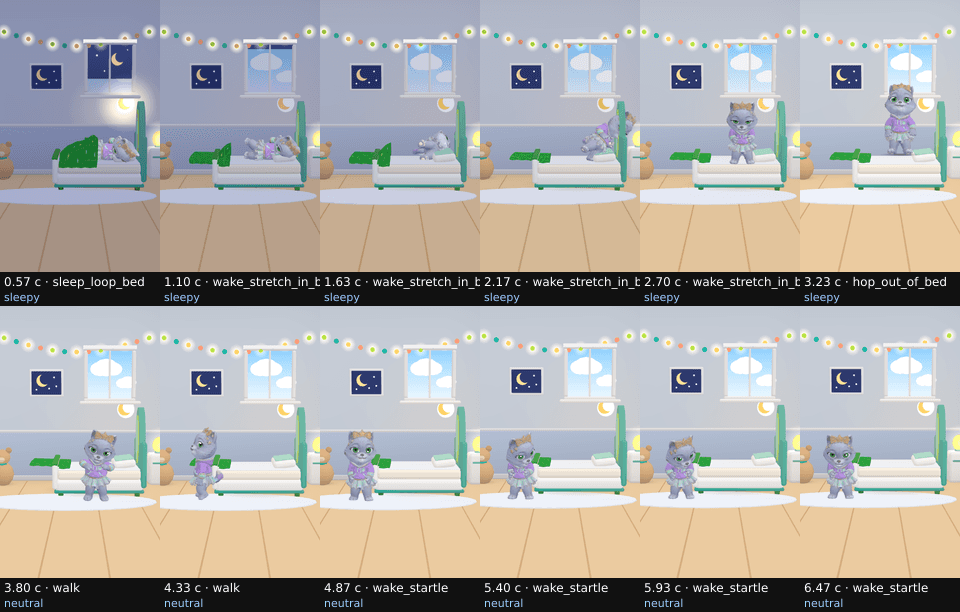 0.57 c · sleep_loop_bed
sleepy
1.10 c · wake_stretch_in_b
sleepy
1.63 c · wake_stretch_in_b
sleepy
2.17 c · wake_stretch_in_b
sleepy
2.70 c · wake_stretch_in_b
sleepy
3.23 c · hop_out_of_bed
sleepy
3.80 c · walk
neutral
4.33 c · walk
neutral
4.87 c · wake_startle
neutral
5.40 c · wake_startle
neutral
5.93 c · wake_startle
neutral
6.47 c · wake_startle
neutral